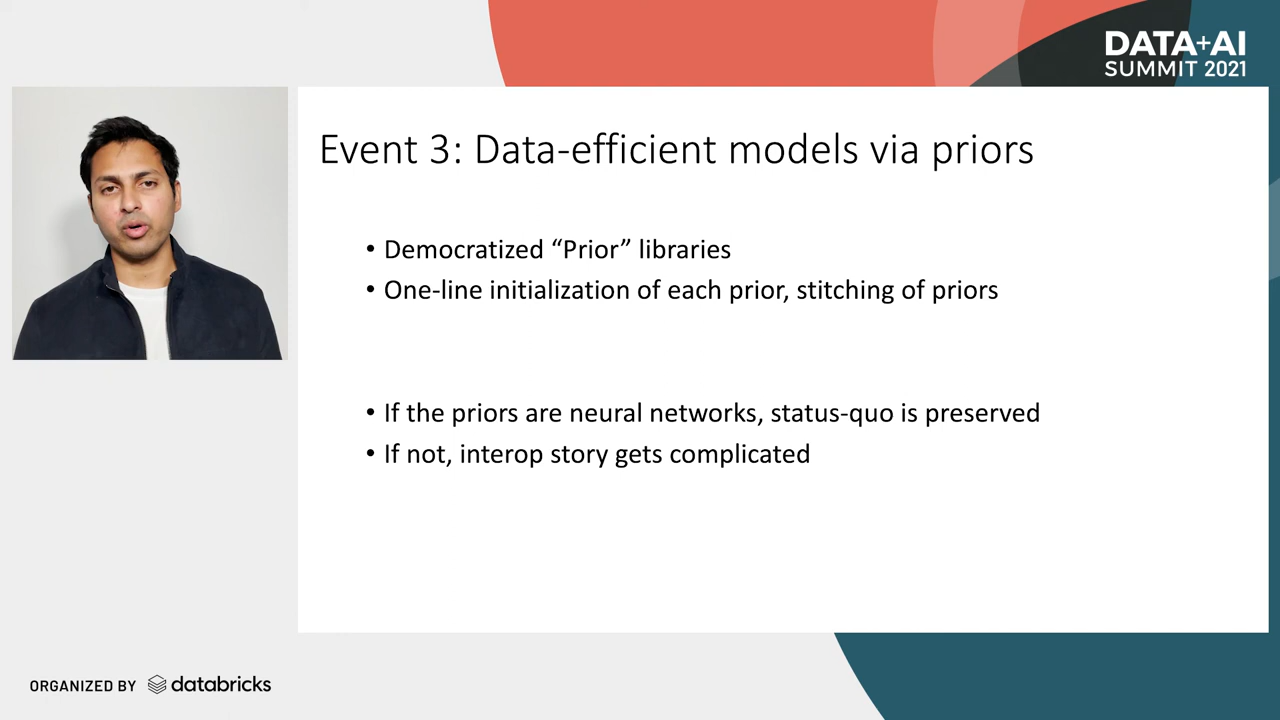 DATA+AI
SUMMIT 2021
Event 3: Data-efficient models via priors
• Democratized “Prior” libraries
• One-line initialization of each prior, stitching of priors
• If the priors are neural networks, status-quo is preserved
• If not, interop story gets complicated
ORGANIZED BY databricks